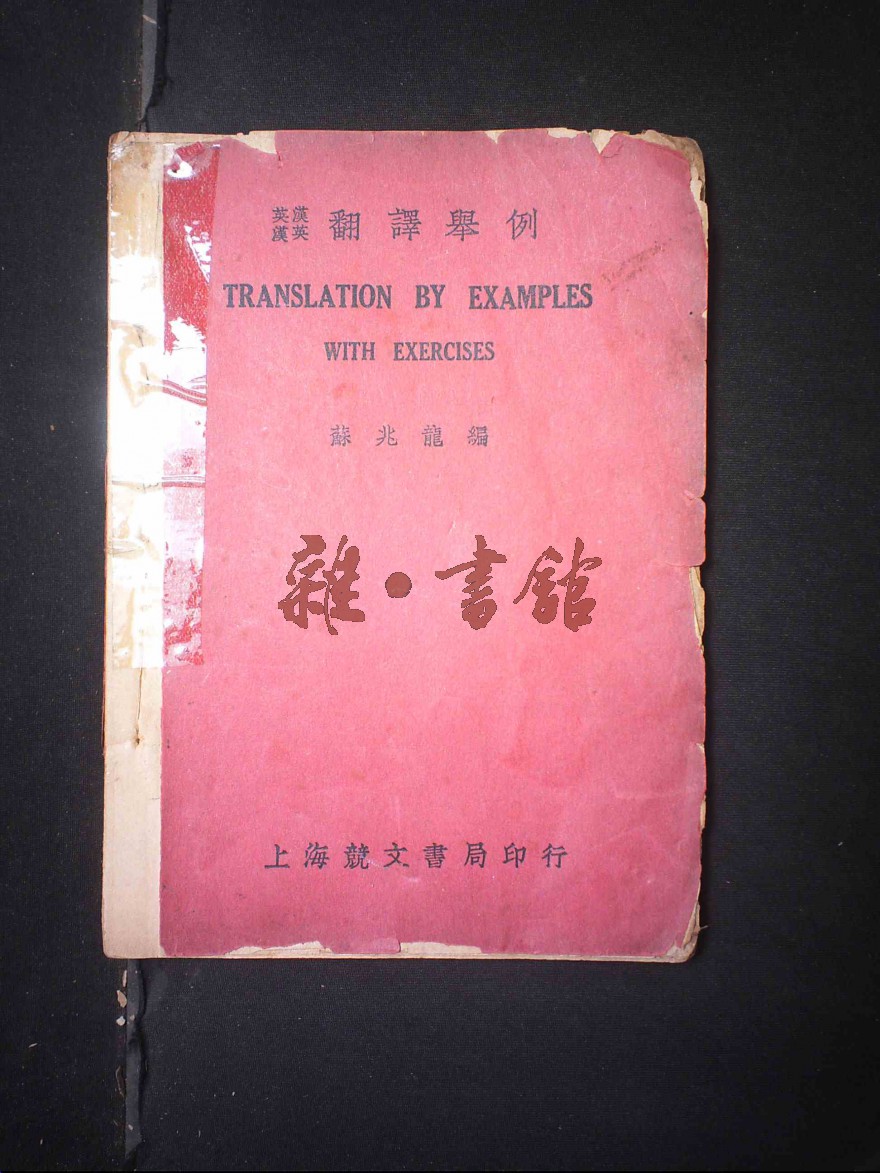 英漢 漢英 翻譯舉例
TRANSLATION BY EXAMPLES
WITH EXERCISES
蘇兆龍編
雜·書館
上海競文書局印行